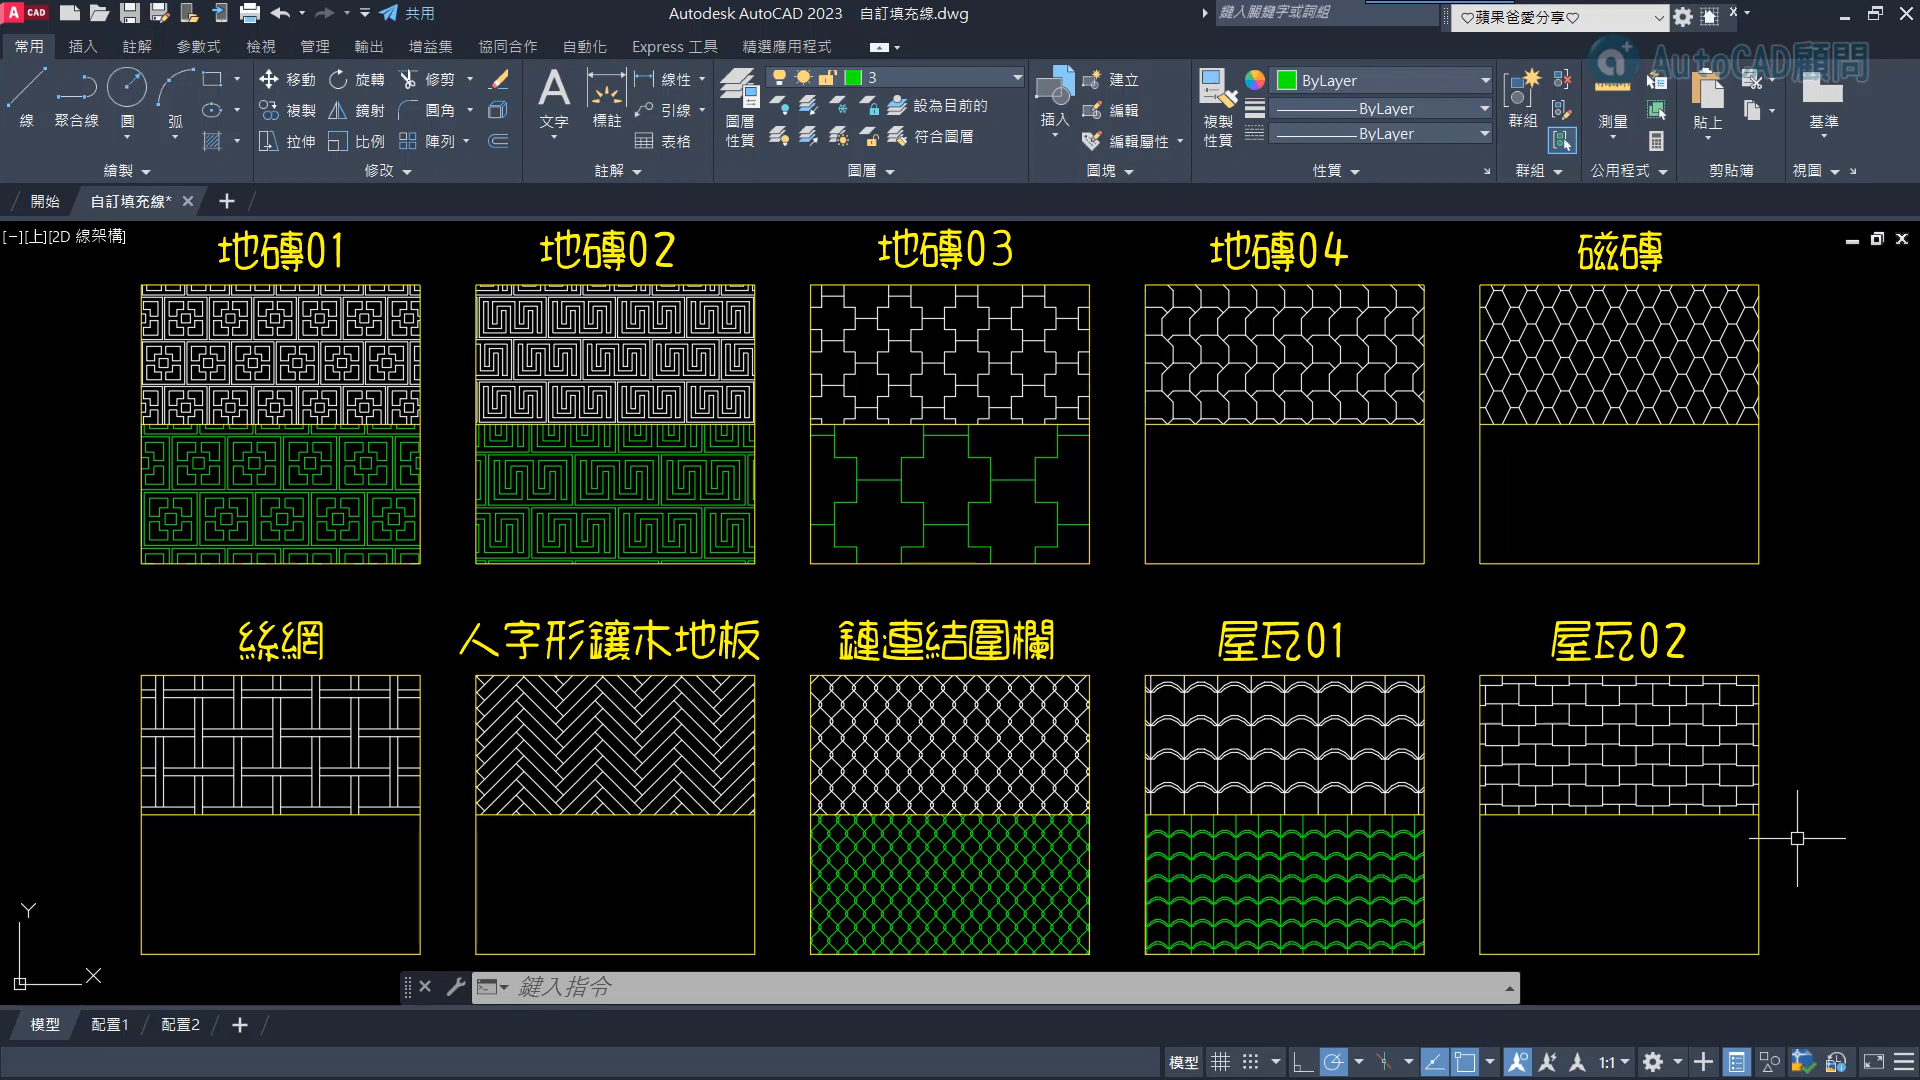 A CAD
共用
Autodesk AutoCAD 2023 自訂填充線.dwg
鍵入關鍵字或詞組
♡蘋果爸愛分享♡
常用 插入 註解 參數式 檢視 管理 輸出 增益集 協同合作 自動化 Express 工具 精選應用程式
AutoCAD顧問
線 聚合線 圓 弧
移動 旋轉 修剪
複製 鏡射 圓角
拉伸 比例 陣列
文字 標註
線性
引線
表格
圖層性質
3
設為目前的
符合圖層
插入
建立
編輯
編輯屬性
複製性質
ByLayer
ByLayer
ByLayer
群組
測量
貼上
基準
繪製 修改 註解 圖層 圖塊 性質 群組 公用程式 剪貼簿 視圖
開始 自訂填充線*
[−][上][2D 線架構]
地磚01 地磚02 地磚03 地磚04 磁磚
絲網 人字形鑲木地板 鏈連結圍欄 屋瓦01 屋瓦02
Y
X
鍵入指令
模型 配置1 配置2
模型 1:1